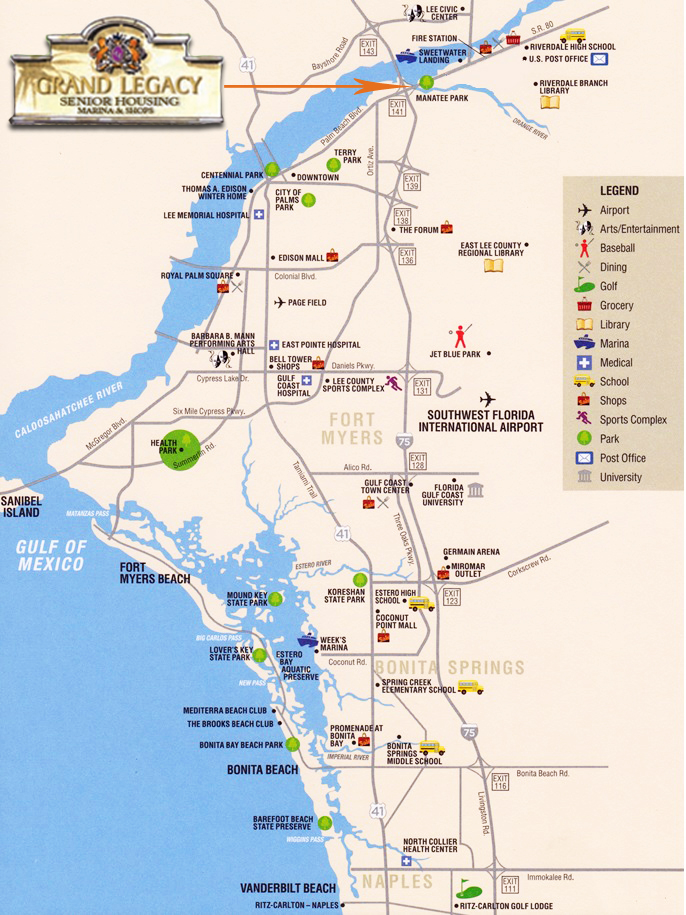 GRAND LEGACY
SENIOR HOUSING
MARINA & SHOPS
LEE CIVIC
CENTER
S.R. 80
EXIT
143
Bayshore Road
41
FIRE STATION
SWEETWATER
LANDING
RIVERDALE HIGH SCHOOL
U.S. POST OFFICE
MANATEE PARK
RIVERDALE BRANCH
LIBRARY
EXIT
141
ORANGE RIVER
Palm Beach Blvd.
Ortiz Ave.
TERRY
PARK
CENTENNIAL PARK
DOWNTOWN
EXIT
139
THOMAS A. EDISON
WINTER HOME
CITY OF
PALMS
PARK
LEE MEMORIAL HOSPITAL
EXIT
138
THE FORUM
EAST LEE COUNTY
REGIONAL LIBRARY
EXIT
136
EDISON MALL
ROYAL PALM SQUARE
Colonial Blvd.
PAGE FIELD
BARBARA B. MANN
PERFORMING ARTS
HALL
EAST POINTE HOSPITAL
JET BLUE PARK
BELL TOWER
SHOPS
Daniels Pkwy.
Cypress Lake Dr.
GULF
COAST
HOSPITAL
LEE COUNTY
SPORTS COMPLEX
EXIT
131
CALOOSAHATCHEE RIVER
Six Mile Cypress Pkwy.
McGregor Blvd.
FORT
MYERS
SOUTHWEST FLORIDA
INTERNATIONAL AIRPORT
HEALTH
PARK
Summerlin Rd.
75
EXIT
128
Alico Rd.
Tamiami Trail
GULF COAST
TOWN CENTER
FLORIDA
GULF COAST
UNIVERSITY
SANIBEL
ISLAND
MATANZAS PASS
Three Oaks Pkwy.
41
GULF OF
MEXICO
FORT
MYERS BEACH
ESTERO RIVER
GERMAIN ARENA
MIROMAR
OUTLET
Corkscrew Rd.
KORESHAN
STATE PARK
ESTERO HIGH
SCHOOL
EXIT
123
MOUND KEY
STATE PARK
COCONUT
POINT MALL
BIG CARLOS PASS
WEEK'S
MARINA
LOVER'S KEY
STATE PARK
ESTERO
BAY
AQUATIC
PRESERVE
Coconut Rd.
BONITA SPRINGS
NEW PASS
SPRING CREEK
ELEMENTARY SCHOOL
MEDITERRA BEACH CLUB
THE BROOKS BEACH CLUB
PROMENADE AT
BONITA
BAY
75
BONITA BAY BEACH PARK
BONITA
SPRINGS
MIDDLE SCHOOL
IMPERIAL RIVER
BONITA BEACH
Bonita Beach Rd.
EXIT
116
Livingston Rd.
41
BAREFOOT BEACH
STATE PRESERVE
WIGGINS PASS
NORTH COLLIER
HEALTH CENTER
Immokalee Rd.
EXIT
111
VANDERBILT BEACH
NAPLES
RITZ-CARLTON – NAPLES
RITZ-CARLTON GOLF LODGE
LEGEND
Airport
Arts/Entertainment
Baseball
Dining
Golf
Grocery
Library
Marina
Medical
School
Shops
Sports Complex
Park
Post Office
University